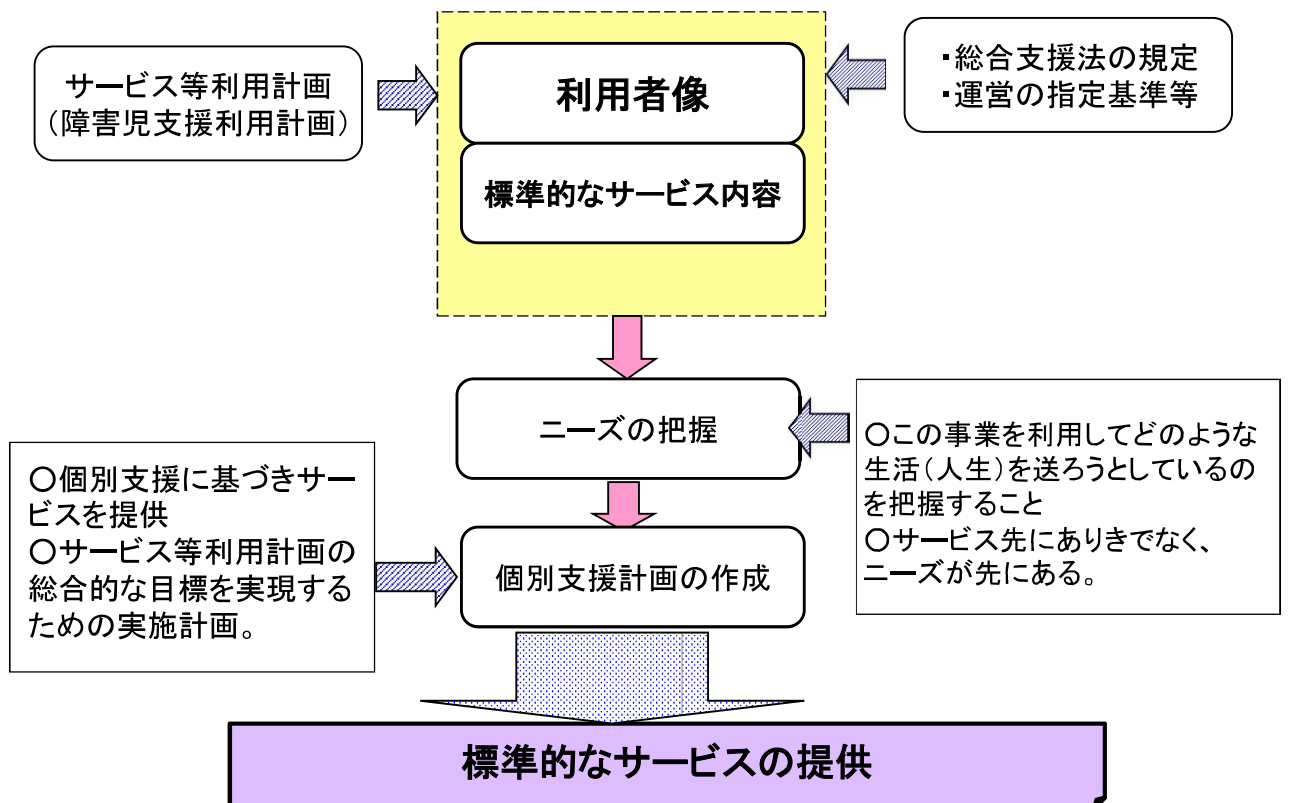 サービス等利用計画
(障害児支援利用計画)
利用者像
標準的なサービス内容
・総合支援法の規定
・運営の指定基準等
ニーズの把握
○この事業を利用してどのような
生活(人生)を送ろうとしているの
を把握すること
○サービス先にありきでなく、
ニーズが先にある。
○個別支援に基づきサー
ビスを提供
○サービス等利用計画の
総合的な目標を実現する
ための実施計画。
個別支援計画の作成
標準的なサービスの提供